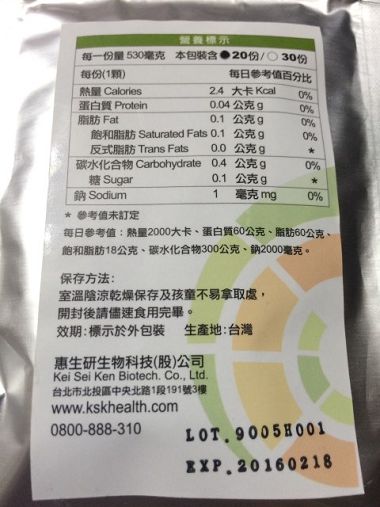 營養標示
每一份量 530毫克 本包裝含 ●20份/○30份
每份(1顆) 每日參考值百分比
熱量 Calories 2.4 大卡 Kcal 0%
蛋白質 Protein 0.04 公克 g 0%
脂肪 Fat 0.1 公克 g 0%
飽和脂肪 Saturated Fats 0.1 公克 g 0%
反式脂肪 Trans Fats 0.0 公克 g *
碳水化合物 Carbohydrate 0.4 公克 g 0%
糖 Sugar 0.1 公克 g *
鈉 Sodium 1 毫克 mg 0%
* 參考值未訂定
每日參考值：熱量2000大卡、蛋白質60公克、脂肪60公克、
飽和脂肪18公克、碳水化合物300公克、鈉2000毫克。
保存方法:
室溫陰涼乾燥保存及孩童不易拿取處，
開封後請儘速食用完畢。
效期:標示於外包裝 生產地:台灣
惠生研生物科技(股)公司
Kei Sei Ken Biotech. Co., Ltd.
台北市北投區中央北路1段191號3樓
www.kskhealth.com
0800-888-310
LOT.9005H001
EXP.20160218